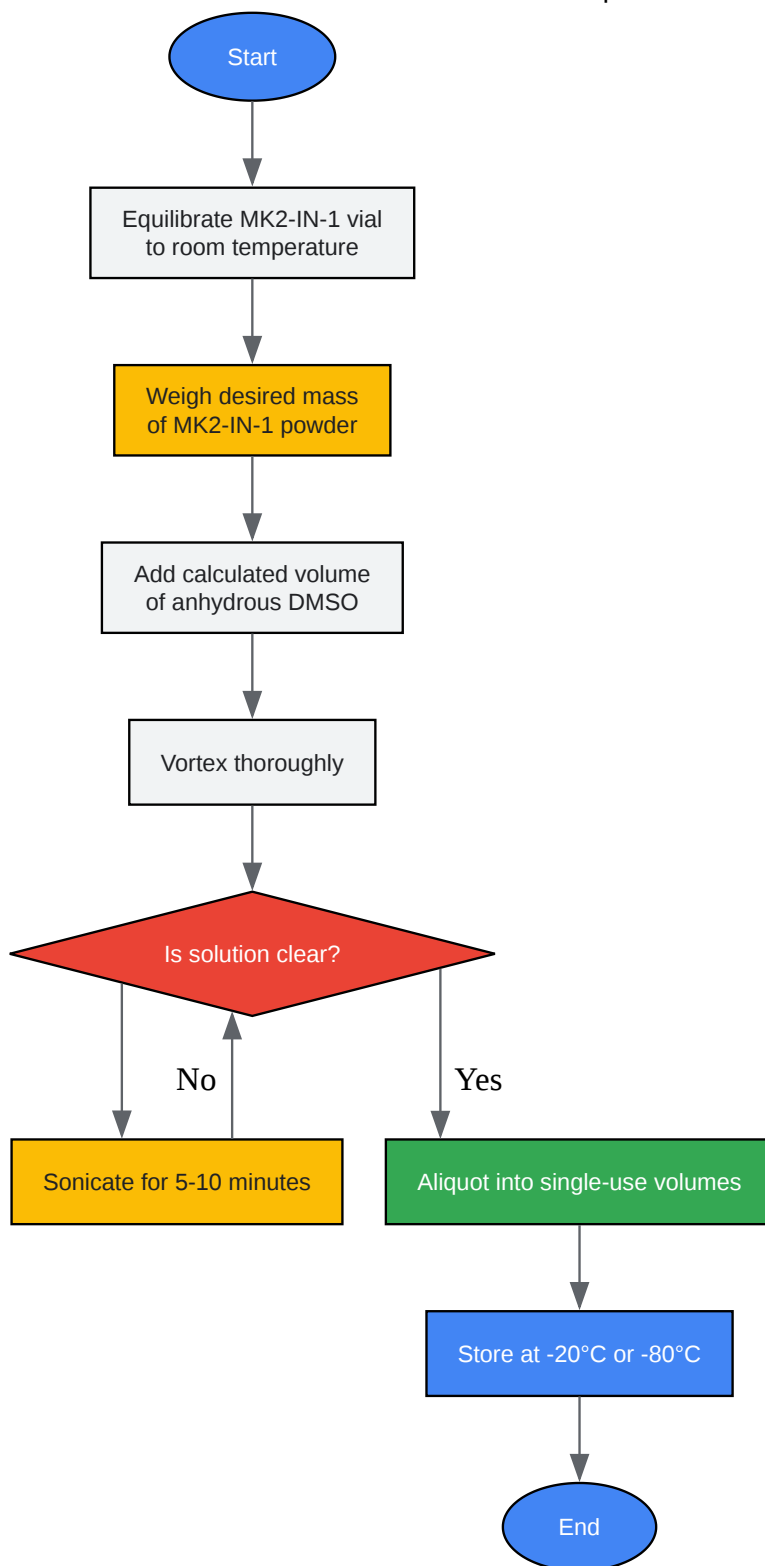 Start
Equilibrate MK2-IN-1 vial
to room temperature
Weigh desired mass
of MK2-IN-1 powder
Add calculated volume
of anhydrous DMSO
Vortex thoroughly
Is solution clear?
No
Yes
Sonicate for 5-10 minutes
Aliquot into single-use volumes
Store at -20°C or -80°C
End